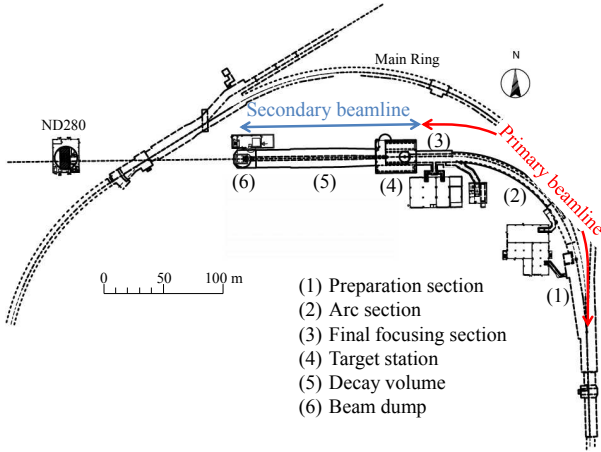 N
Main Ring
ND280
Secondary beamline
Primary beamline
(3)
(6)
(5)
(4)
(2)
(1)
0 50 100 m
(1) Preparation section
(2) Arc section
(3) Final focusing section
(4) Target station
(5) Decay volume
(6) Beam dump